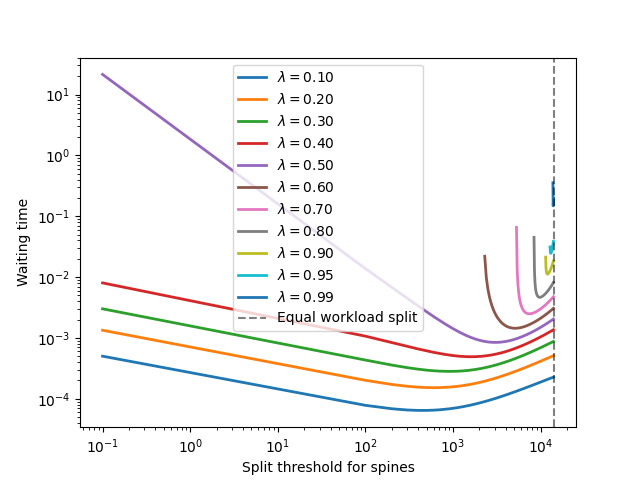 10¹
10⁰
10⁻¹
10⁻²
10⁻³
10⁻⁴
Waiting time
λ = 0.10
λ = 0.20
λ = 0.30
λ = 0.40
λ = 0.50
λ = 0.60
λ = 0.70
λ = 0.80
λ = 0.90
λ = 0.95
λ = 0.99
Equal workload split
10⁻¹ 10⁰ 10¹ 10² 10³ 10⁴
Split threshold for spines